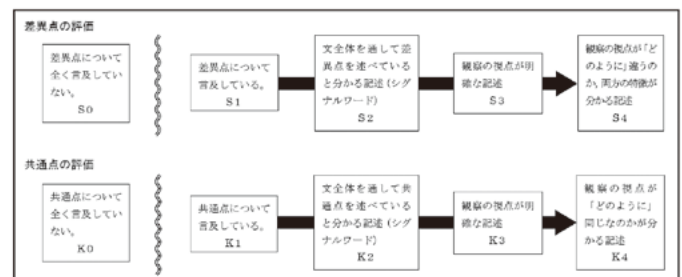 差異点の評価
差異点について
全く言及してい
ない。
S0
差異点について
言及している。
S1
文全体を通して差
異点を述べている
と分かる記述(シグ
ナルワード)
S2
観察の視点が明
確な記述
S3
観察の視点が「ど
のように」違うの
か、両方の特徴が
分かる記述
S4
共通点の評価
共通点について
全く言及してい
ない。
K0
共通点について
言及している。
K1
文全体を通して共
通点を述べている
と分かる記述(シグ
ナルワード)
K2
観察の視点が明
確な記述
K3
観察の視点が
「どのように」
同じなのかが分
かる記述
K4